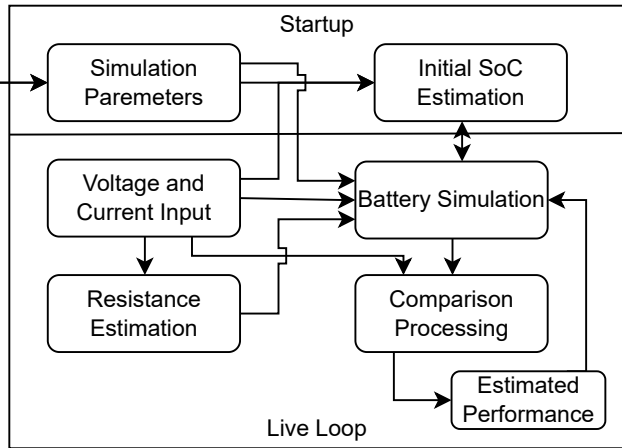 Startup
Simulation
Paremeters
Initial SoC
Estimation
Voltage and
Current Input
Battery Simulation
Resistance
Estimation
Comparison
Processing
Estimated
Performance
Live Loop